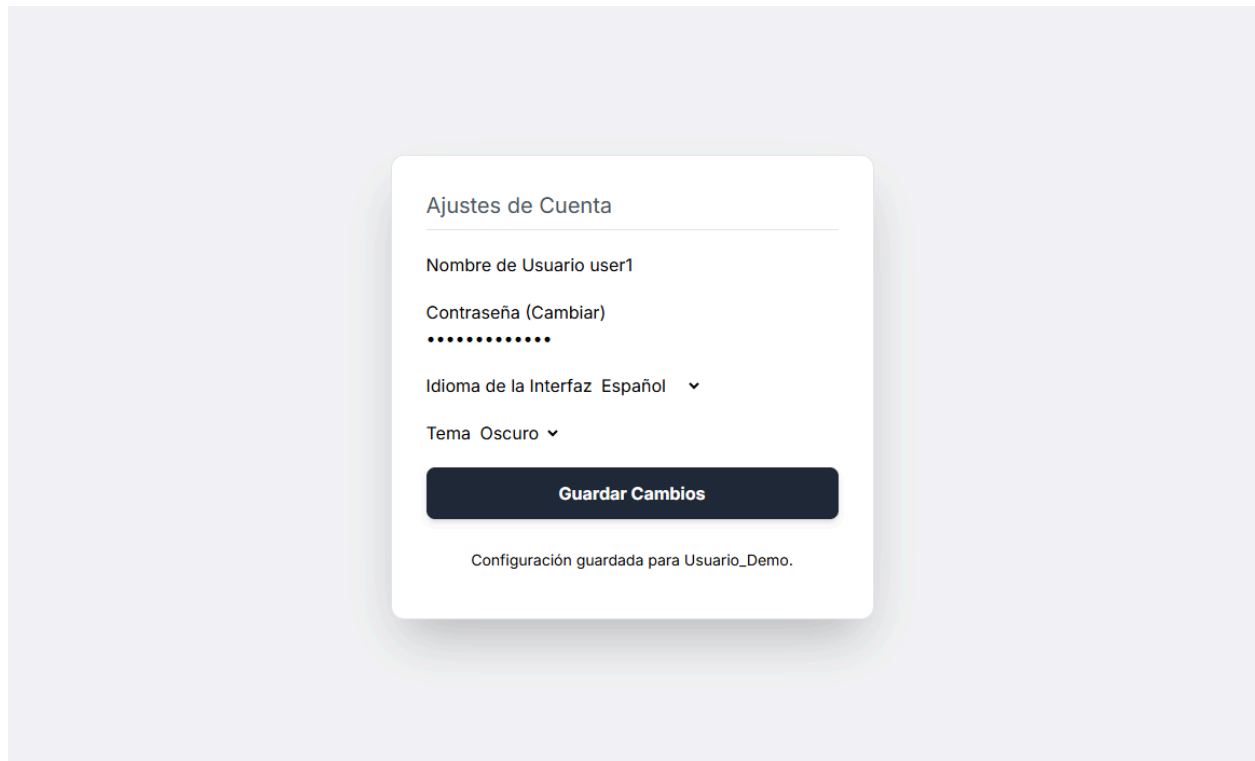 Ajustes de Cuenta
Nombre de Usuario user1
Contraseña (Cambiar)
•••••••••••••
Idioma de la Interfaz Español
Tema Oscuro
Guardar Cambios
Configuración guardada para Usuario_Demo.